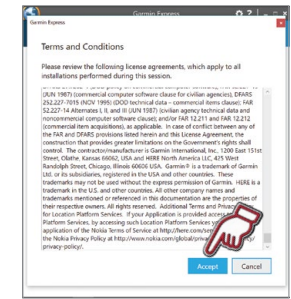 Garmin Express
Garmin Express
Terms and Conditions
Please review the following license agreements, which apply to all
installations performed during this session.
(JUN 1987) (commercial computer software clause for civilian agencies), DFARS
252.227-7015 (NOV 1995) (DOD technical data – commercial items clause); FAR
52.227-14 Alternates I, II, and III (JUN 1987) (civilian agency technical data and
noncommercial computer software clause); and/or FAR 12.211 and FAR 12.212
(commercial item acquisitions), as applicable. In case of conflict between any of
the FAR and DFARS provisions listed herein and this License Agreement, the
construction that provides greater limitations on the Government's rights shall
control. The contractor/manufacturer is Garmin International, Inc., 1200 East 151st
Street, Olathe, Kansas 66062, USA and HERE North America LLC, 425 West
Randolph Street, Chicago, Illinois 60606 USA. Garmin® is a trademark of Garmin
Ltd. or its subsidiaries, registered in the USA and other countries. These
trademarks may not be used without the express permission of Garmin. HERE is a
trademark in the U.S. and other countries. All other company names and
trademarks mentioned or referenced in this documentation are the properties of
their respective owners. All rights reserved. Additional Terms and Privacy
for Location Platform Services. If your Application is provided access
Platform Services, by accessing such Location Platform Services you
application of the Nokia Terms of Service at http://here.com/ser
the Nokia Privacy Policy at http://www.nokia.com/global/priva policy/
privacy-policy/.
Accept Cancel